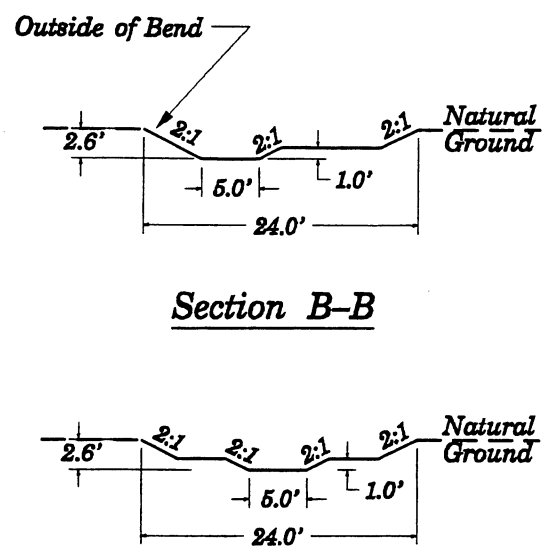 Outside of Bend
2:1
2:1
2:1
Natural
Ground
2.6'
5.0'
1.0'
24.0'
Section B-B
2:1
2:1
2:1
2:1
Natural
Ground
2.6'
5.0'
1.0'
24.0'